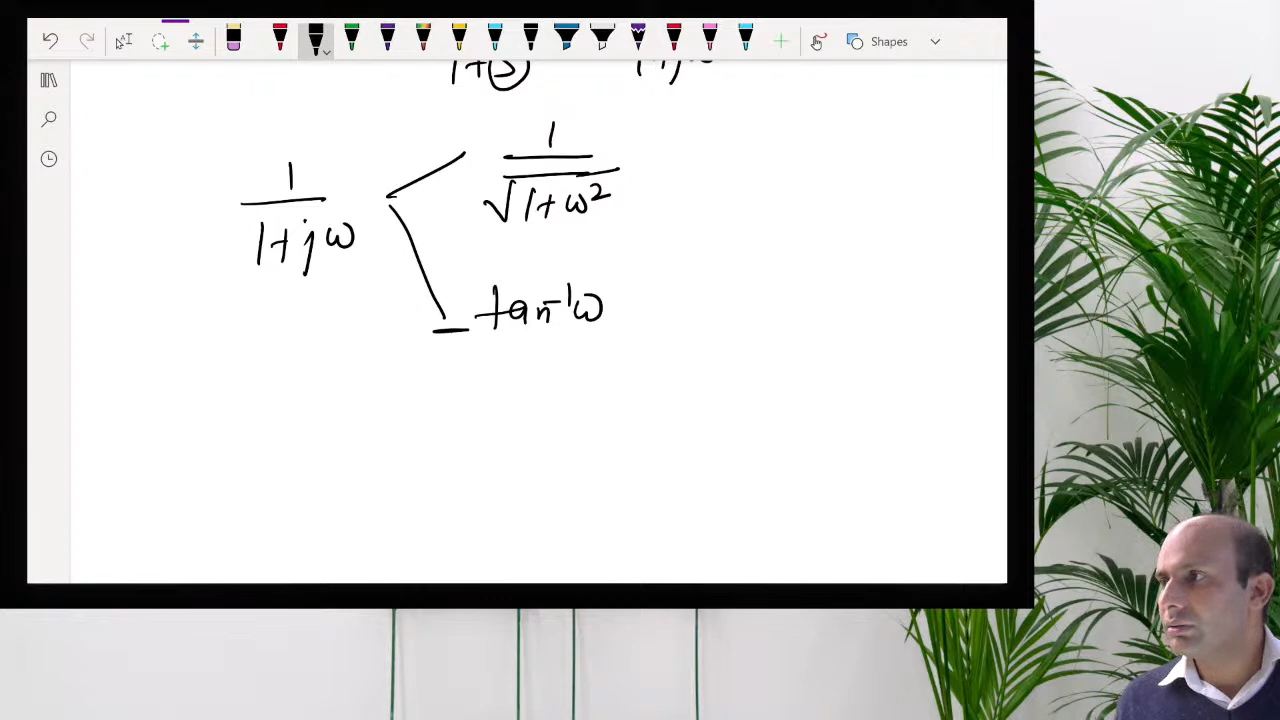 Shapes
1/(1+jω)
1/√(1+ω²)
– tan⁻¹ω